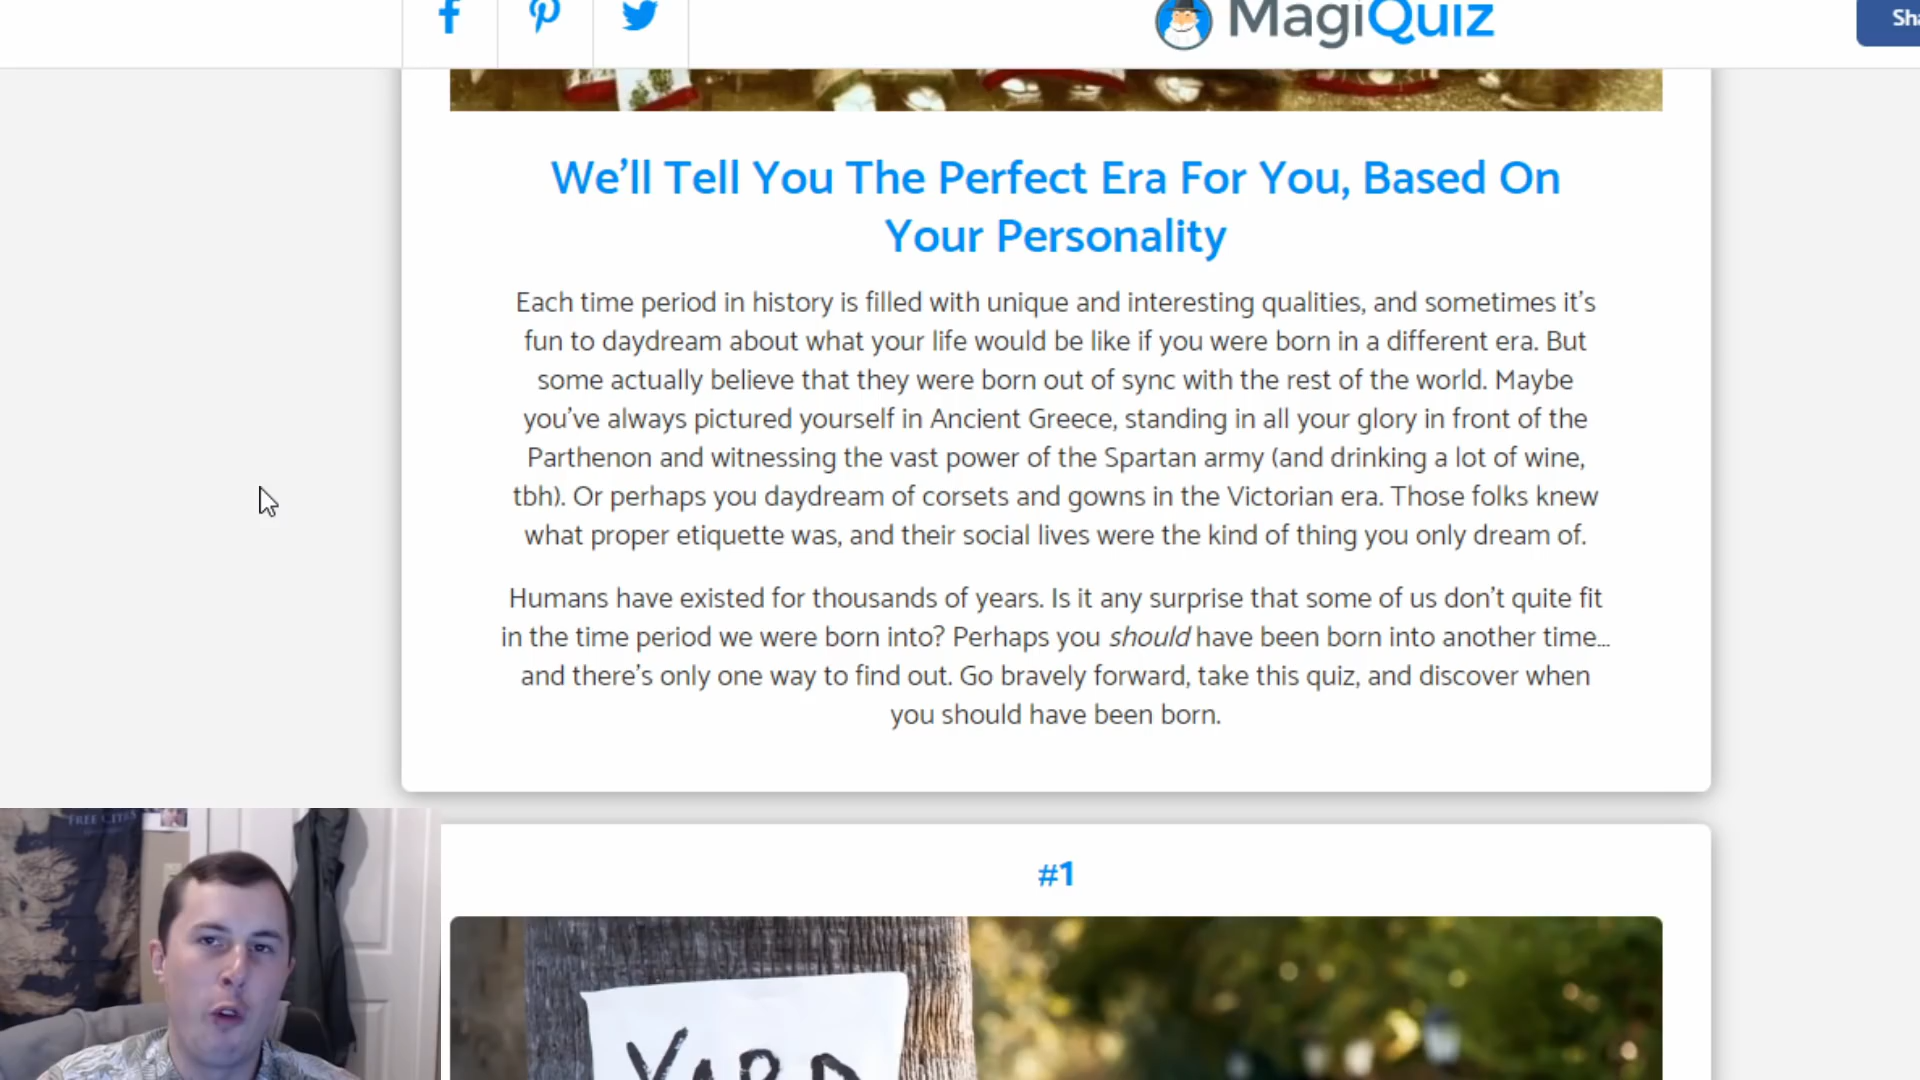 MagiQuiz
Sha
We'll Tell You The Perfect Era For You, Based On
Your Personality
Each time period in history is filled with unique and interesting qualities, and sometimes it's
fun to daydream about what your life would be like if you were born in a different era. But
some actually believe that they were born out of sync with the rest of the world. Maybe
you've always pictured yourself in Ancient Greece, standing in all your glory in front of the
Parthenon and witnessing the vast power of the Spartan army (and drinking a lot of wine,
tbh). Or perhaps you daydream of corsets and gowns in the Victorian era. Those folks knew
what proper etiquette was, and their social lives were the kind of thing you only dream of.
Humans have existed for thousands of years. Is it any surprise that some of us don't quite fit
in the time period we were born into? Perhaps you should have been born into another time...
and there's only one way to find out. Go bravely forward, take this quiz, and discover when
you should have been born.
FREE CITIES
#1
YARD